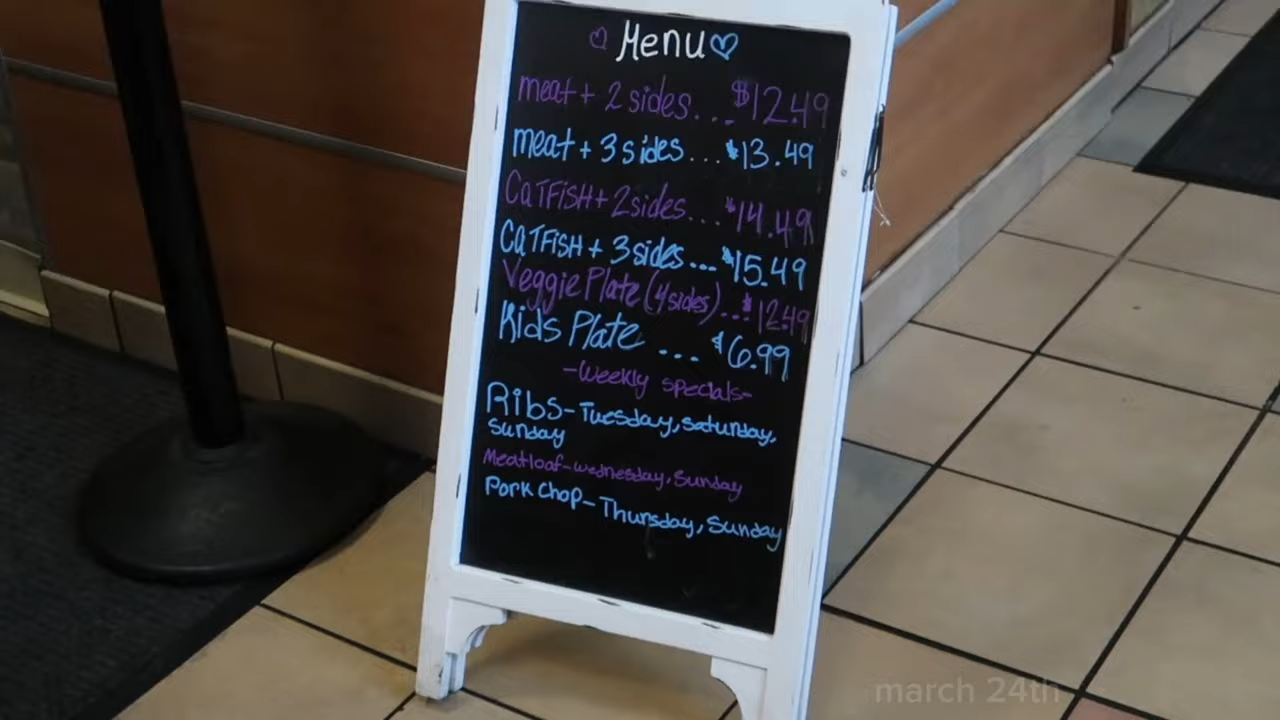 Menu
meat + 2 sides... $12.49
meat + 3 sides... $13.49
CATFISH + 2 sides... $14.49
CATFISH + 3 sides... $15.49
Veggie Plate (4 sides)... $12.49
Kids Plate ... $6.99
-Weekly specials-
Ribs-Tuesday, saturday,
sunday
Meatloaf-wednesday, Sunday
Pork Chop-Thursday, Sunday
march 24th